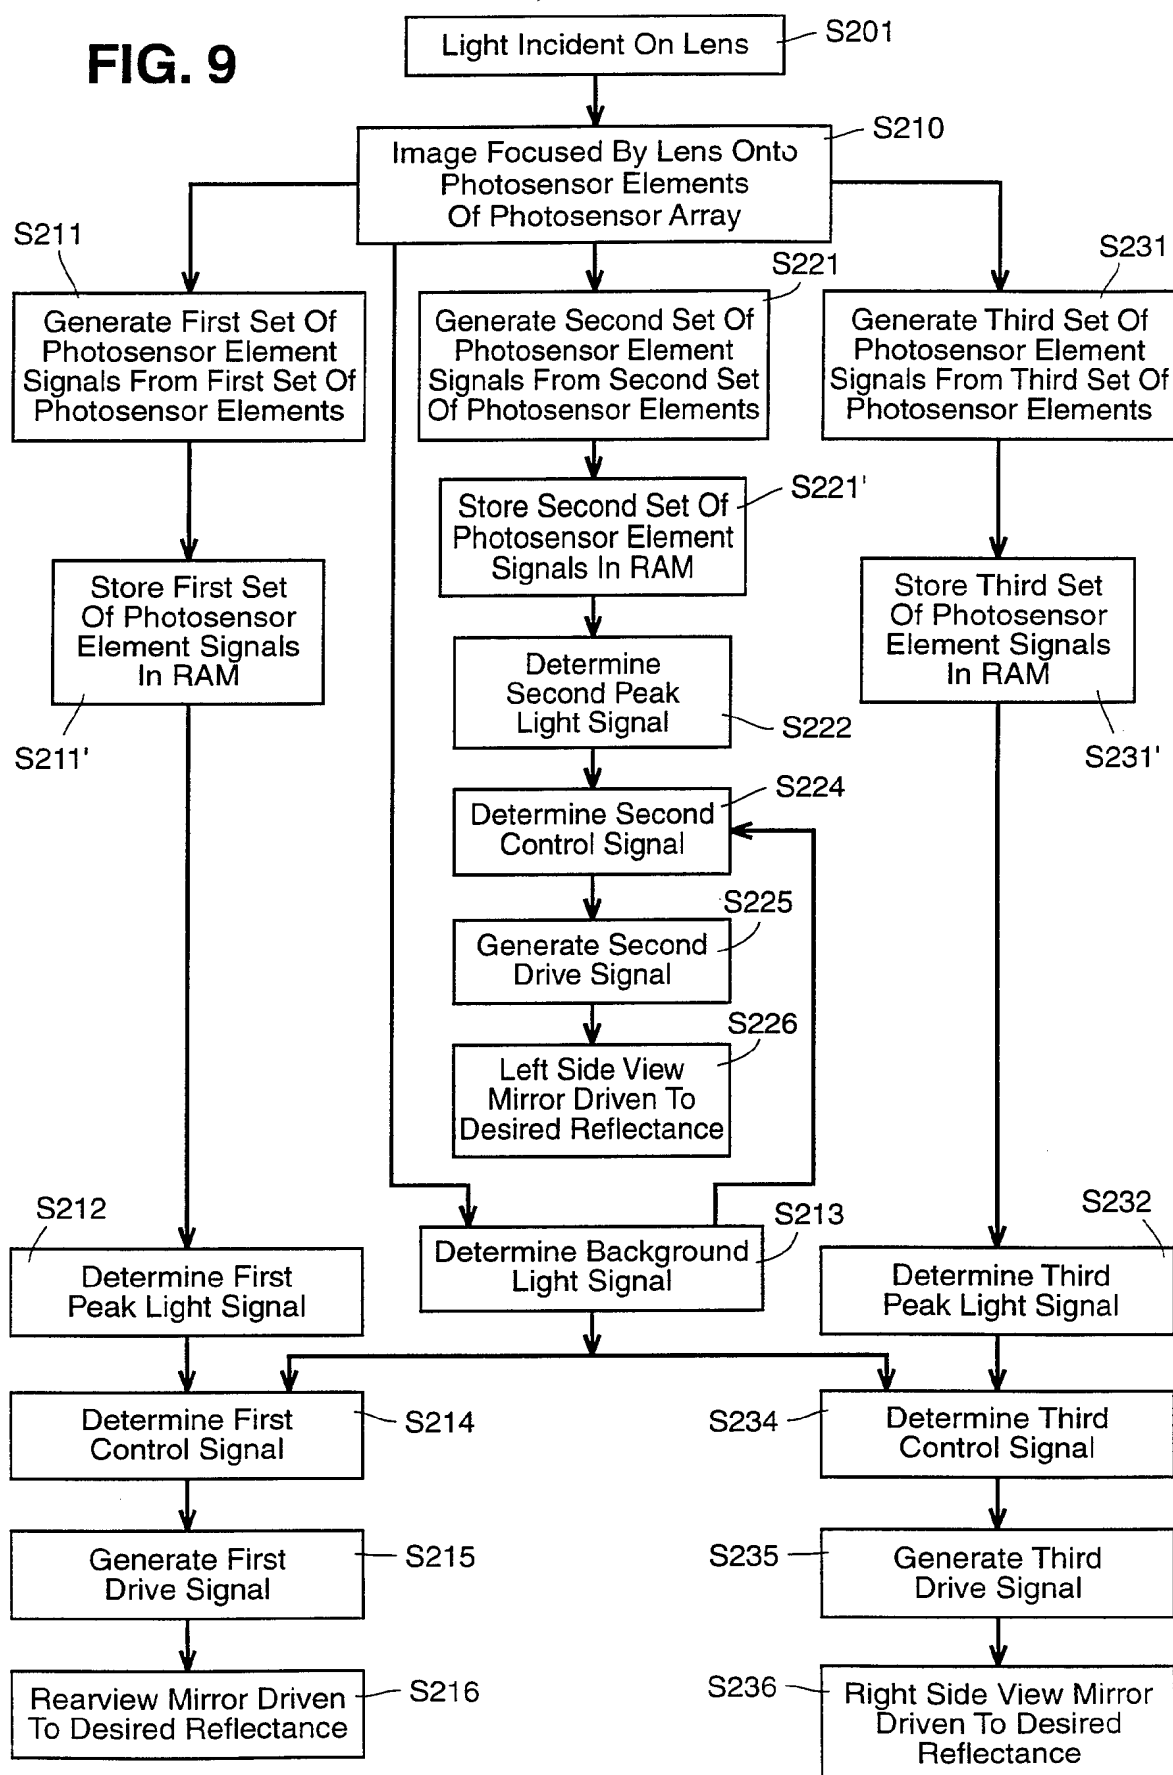 FIG. 9
Light Incident On Lens
S201
Image Focused By Lens Onto
Photosensor Elements
Of Photosensor Array
S210
S211
Generate First Set Of
Photosensor Element
Signals From First Set Of
Photosensor Elements
S221
Generate Second Set Of
Photosensor Element
Signals From Second Set
Of Photosensor Elements
S231
Generate Third Set Of
Photosensor Element
Signals From Third Set Of
Photosensor Elements
Store First Set
Of Photosensor
Element Signals
In RAM
S211'
Store Second Set Of
Photosensor Element
Signals In RAM
S221'
Store Third Set
Of Photosensor
Element Signals
In RAM
S231'
Determine
Second Peak
Light Signal
S222
Determine Second
Control Signal
S224
Generate Second
Drive Signal
S225
Left Side View
Mirror Driven To
Desired Reflectance
S226
S212
Determine First
Peak Light Signal
Determine Background
Light Signal
S213
S232
Determine Third
Peak Light Signal
Determine First
Control Signal
S214
S234
Determine Third
Control Signal
Generate First
Drive Signal
S215
S235
Generate Third
Drive Signal
Rearview Mirror Driven
To Desired Reflectance
S216
S236
Right Side View Mirror
Driven To Desired
Reflectance